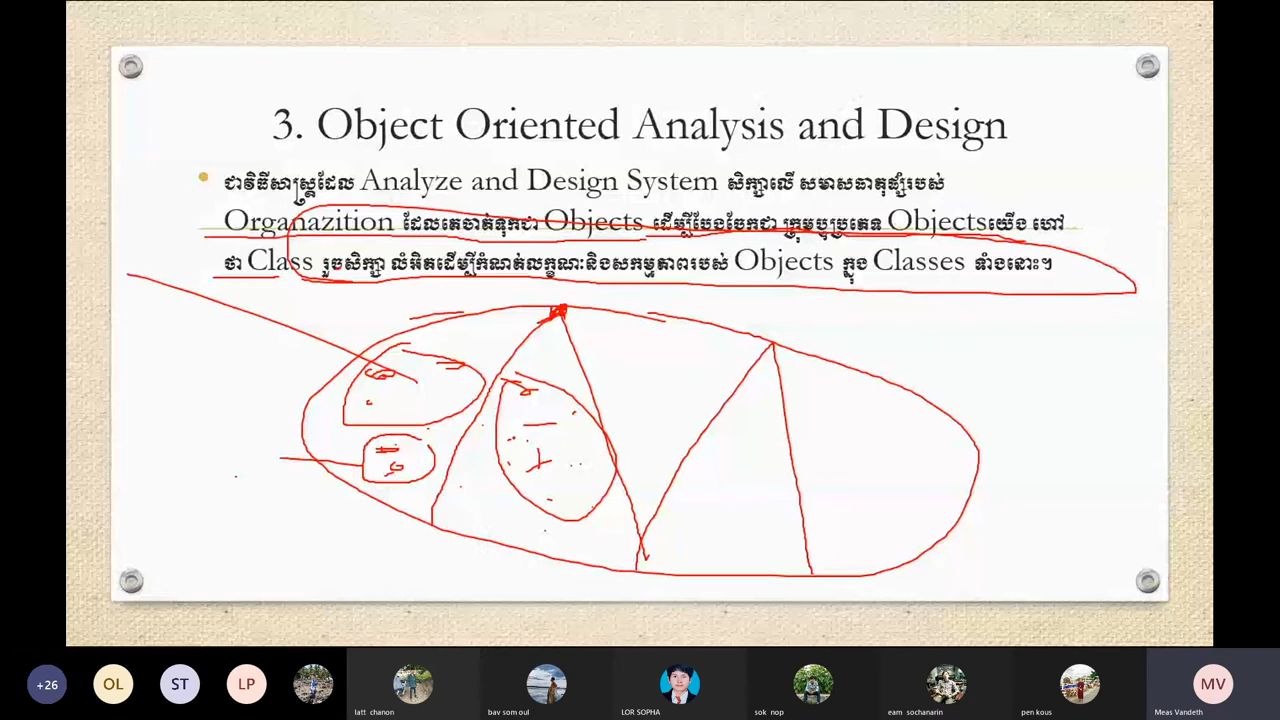 3. Object Oriented Analysis and Design
ជាវិធីសាស្ត្រដែល Analyze and Design System សិក្សាលើ សមាសធាតុផ្សំរបស់
Organazition ដែលគេចាត់ទុកជា Objects ដើម្បីបែងចែកជា ក្រុមឬប្រភេទ Objectsយើង ហៅ
ថា Class រួចសិក្សា លំអិតដើម្បីកំណត់លក្ខណៈនិងសកម្មភាពរបស់ Objects ក្នុង Classes ទាំងនោះ។
+26
OL
ST
LP
MV
latt chanon
bav som oul
LOR SOPHA
sok nop
eam sochanarin
pen kous
Meas Vandeth